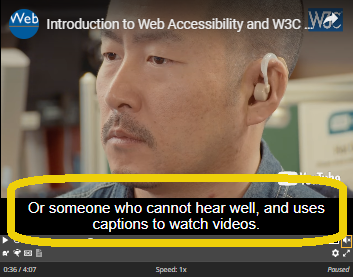 Web
Introduction to Web Accessibility and W3C ...
W3C
YouTube
Or someone who cannot hear well, and uses
captions to watch videos.
0:36 / 4:07
Speed: 1x
Paused